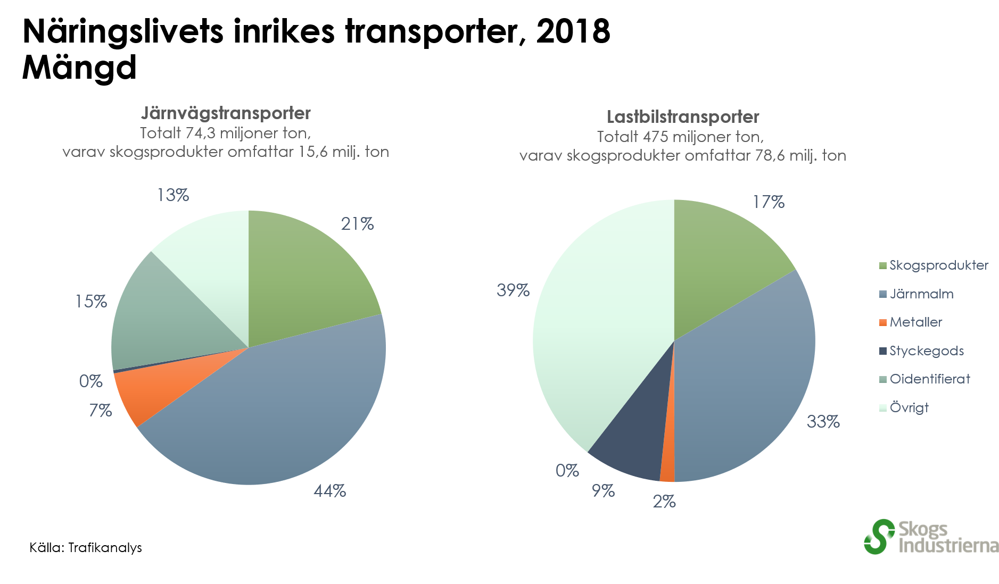 Näringslivets inrikes transporter, 2018
Mängd
Järnvägstransporter
Totalt 74,3 miljoner ton,
varav skogsprodukter omfattar 15,6 milj. ton
13%
21%
15%
0%
7%
44%
Lastbilstransporter
Totalt 475 miljoner ton,
varav skogsprodukter omfattar 78,6 milj. ton
17%
39%
33%
0%
9%
2%
Skogsprodukter
Järnmalm
Metaller
Styckegods
Oidentifierat
Övrigt
Källa: Trafikanalys
Skogs
Industrierna